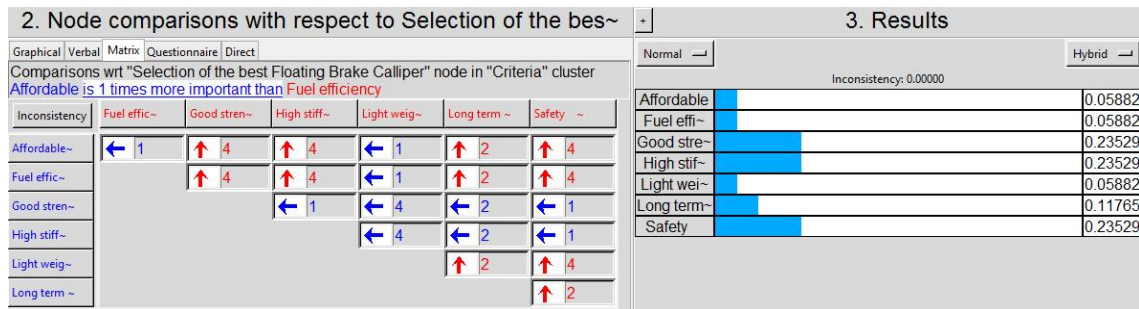 2. Node comparisons with respect to Selection of the bes~
+
3. Results
Graphical Verbal Matrix Questionnaire Direct
Comparisons wrt "Selection of the best Floating Brake Calliper" node in "Criteria" cluster
Affordable is 1 times more important than Fuel efficiency
Inconsistency Fuel effic~ Good stren~ High stiff~ Light weig~ Long term ~ Safety ~
Affordable~ 1 4 4 1 2 4
Fuel effic~ 4 4 1 2 4
Good stren~ 1 4 2 1
High stiff~ 4 2 1
Light weig~ 2 4
Long term ~ 2
Normal Hybrid
Inconsistency: 0.00000
Affordable 0.05882
Fuel effi~ 0.05882
Good stre~ 0.23529
High stif~ 0.23529
Light wei~ 0.05882
Long term~ 0.11765
Safety 0.23529